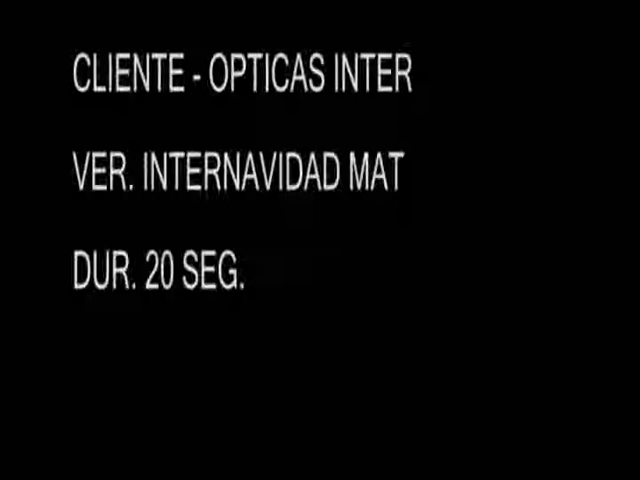 CLIENTE - OPTICAS INTER
VER. INTERNAVIDAD MAT
DUR. 20 SEG.